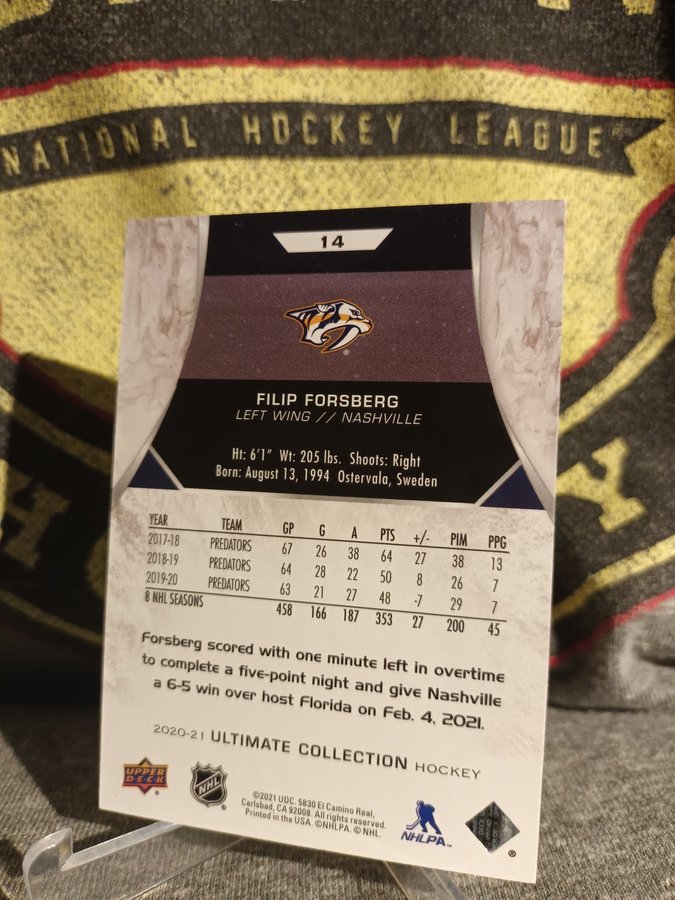 NATIONAL HOCKEY LEAGUE
14
FILIP FORSBERG
LEFT WING // NASHVILLE
Ht: 6'1" Wt: 205 lbs. Shoots: Right
Born: August 13, 1994 Ostervala, Sweden
YEAR TEAM GP G A PTS +/- PIM PPG
2017-18 PREDATORS 67 26 38 64 27 38 13
2018-19 PREDATORS 64 28 22 50 8 26 7
2019-20 PREDATORS 63 21 27 48 -7 29 7
8 NHL SEASONS 458 166 187 353 27 200 45
Forsberg scored with one minute left in overtime
to complete a five-point night and give Nashville
a 6-5 win over host Florida on Feb. 4, 2021.
2020-21 ULTIMATE COLLECTION HOCKEY
UPPER
D·E·C·K
NHL
©2021 UDC. 5830 El Camino Real,
Carlsbad, CA 92008. All rights reserved.
Printed in the USA. ©NHLPA. © NHL.
NHLPA™